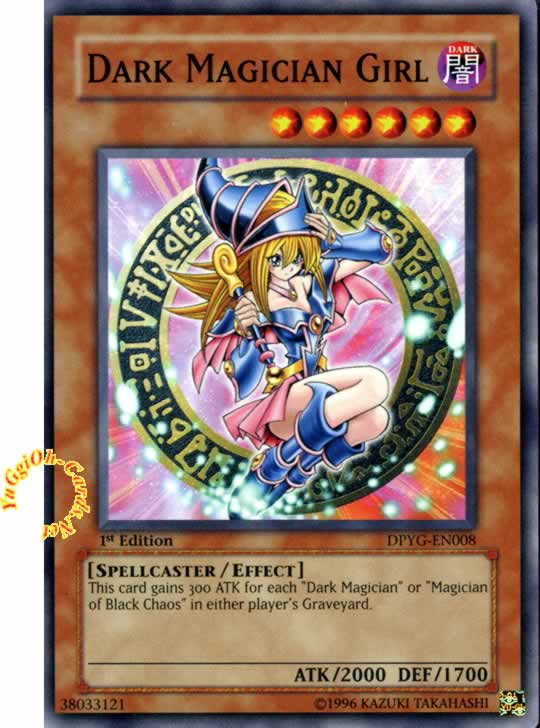 DARK MAGICIAN GIRL
DARK
闇
1st Edition
DPYG-EN008
[SPELLCASTER / EFFECT]
This card gains 300 ATK for each "Dark Magician" or "Magician
of Black Chaos" in either player's Graveyard.
ATK/2000 DEF/1700
38033121
©1996 KAZUKI TAKAHASHI
YuGgiOh-Cards.Net